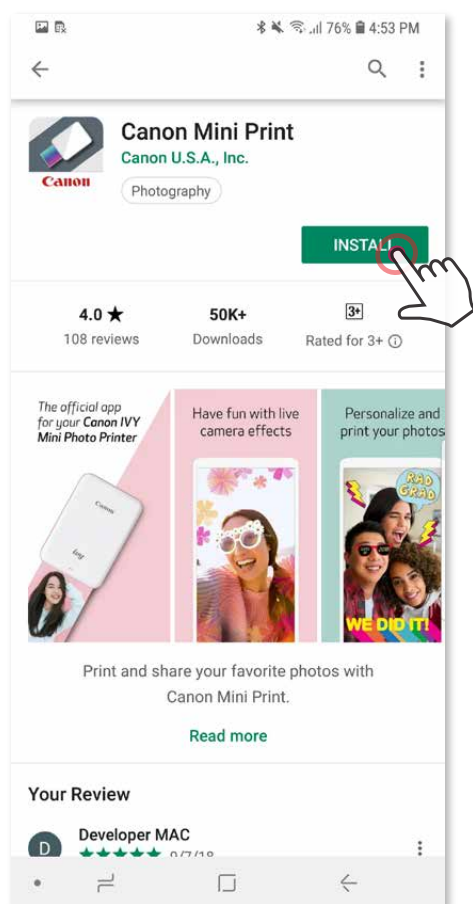 76% 4:53 PM
Canon Mini Print
Canon U.S.A., Inc.
Canon
Photography
INSTALL
4.0 ★
108 reviews
50K+
Downloads
3+
Rated for 3+
The official app
for your Canon IVY
Mini Photo Printer
Canon
ivy
Have fun with live
camera effects
Personalize and
print your photos
RAD
GRAD
WE DID IT!
Print and share your favorite photos with
Canon Mini Print.
Read more
Your Review
D
Developer MAC
★★★★★ 9/7/18